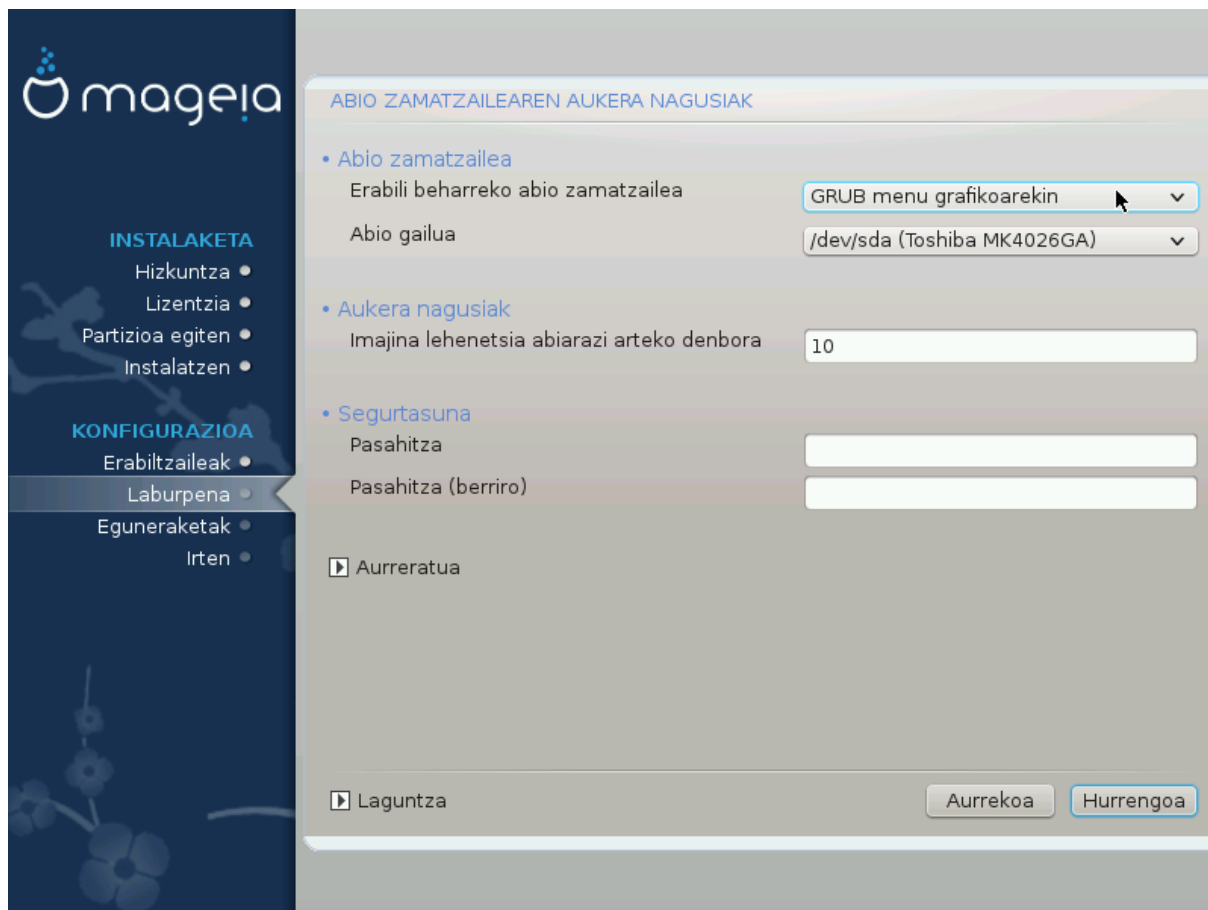 mageia
INSTALAKETA
Hizkuntza
Lizentzia
Partizioa egiten
Instalatzen
KONFIGURAZIOA
Erabiltzaileak
Laburpena
Eguneraketak
Irten
ABIO ZAMATZAILEAREN AUKERA NAGUSIAK
• Abio zamatzailea
Erabili beharreko abio zamatzailea
GRUB menu grafikoarekin
Abio gailua
/dev/sda (Toshiba MK4026GA)
• Aukera nagusiak
Imajina lehenetsia abiarazi arteko denbora
10
• Segurtasuna
Pasahitza
Pasahitza (berriro)
Aurreratua
Laguntza
Aurrekoa
Hurrengoa